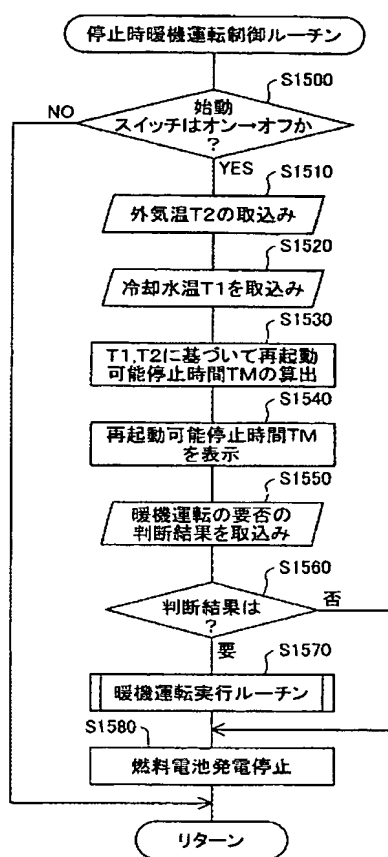 停止時暖機運転制御ルーチン
S1500
NO
始動
スイッチはオン→オフか
?
YES
S1510
外気温T2の取込み
S1520
冷却水温T1を取込み
S1530
T1,T2に基づいて再起動
可能停止時間TMの算出
S1540
再起動可能停止時間TM
を表示
S1550
暖機運転の要否の
判断結果を取込み
S1560
判断結果は
?
否
要
S1570
暖機運転実行ルーチン
S1580
燃料電池発電停止
リターン